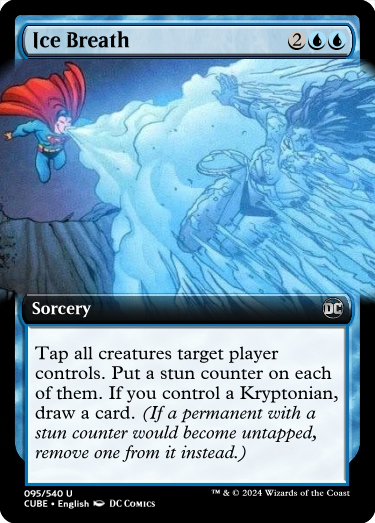 Ice Breath 2
Sorcery DC
Tap all creatures target player
controls. Put a stun counter on each
of them. If you control a Kryptonian,
draw a card. (If a permanent with a
stun counter would become untapped,
remove one from it instead.)
095/540 U ™ & © 2024 Wizards of the Coast
CUBE • English DC Comics